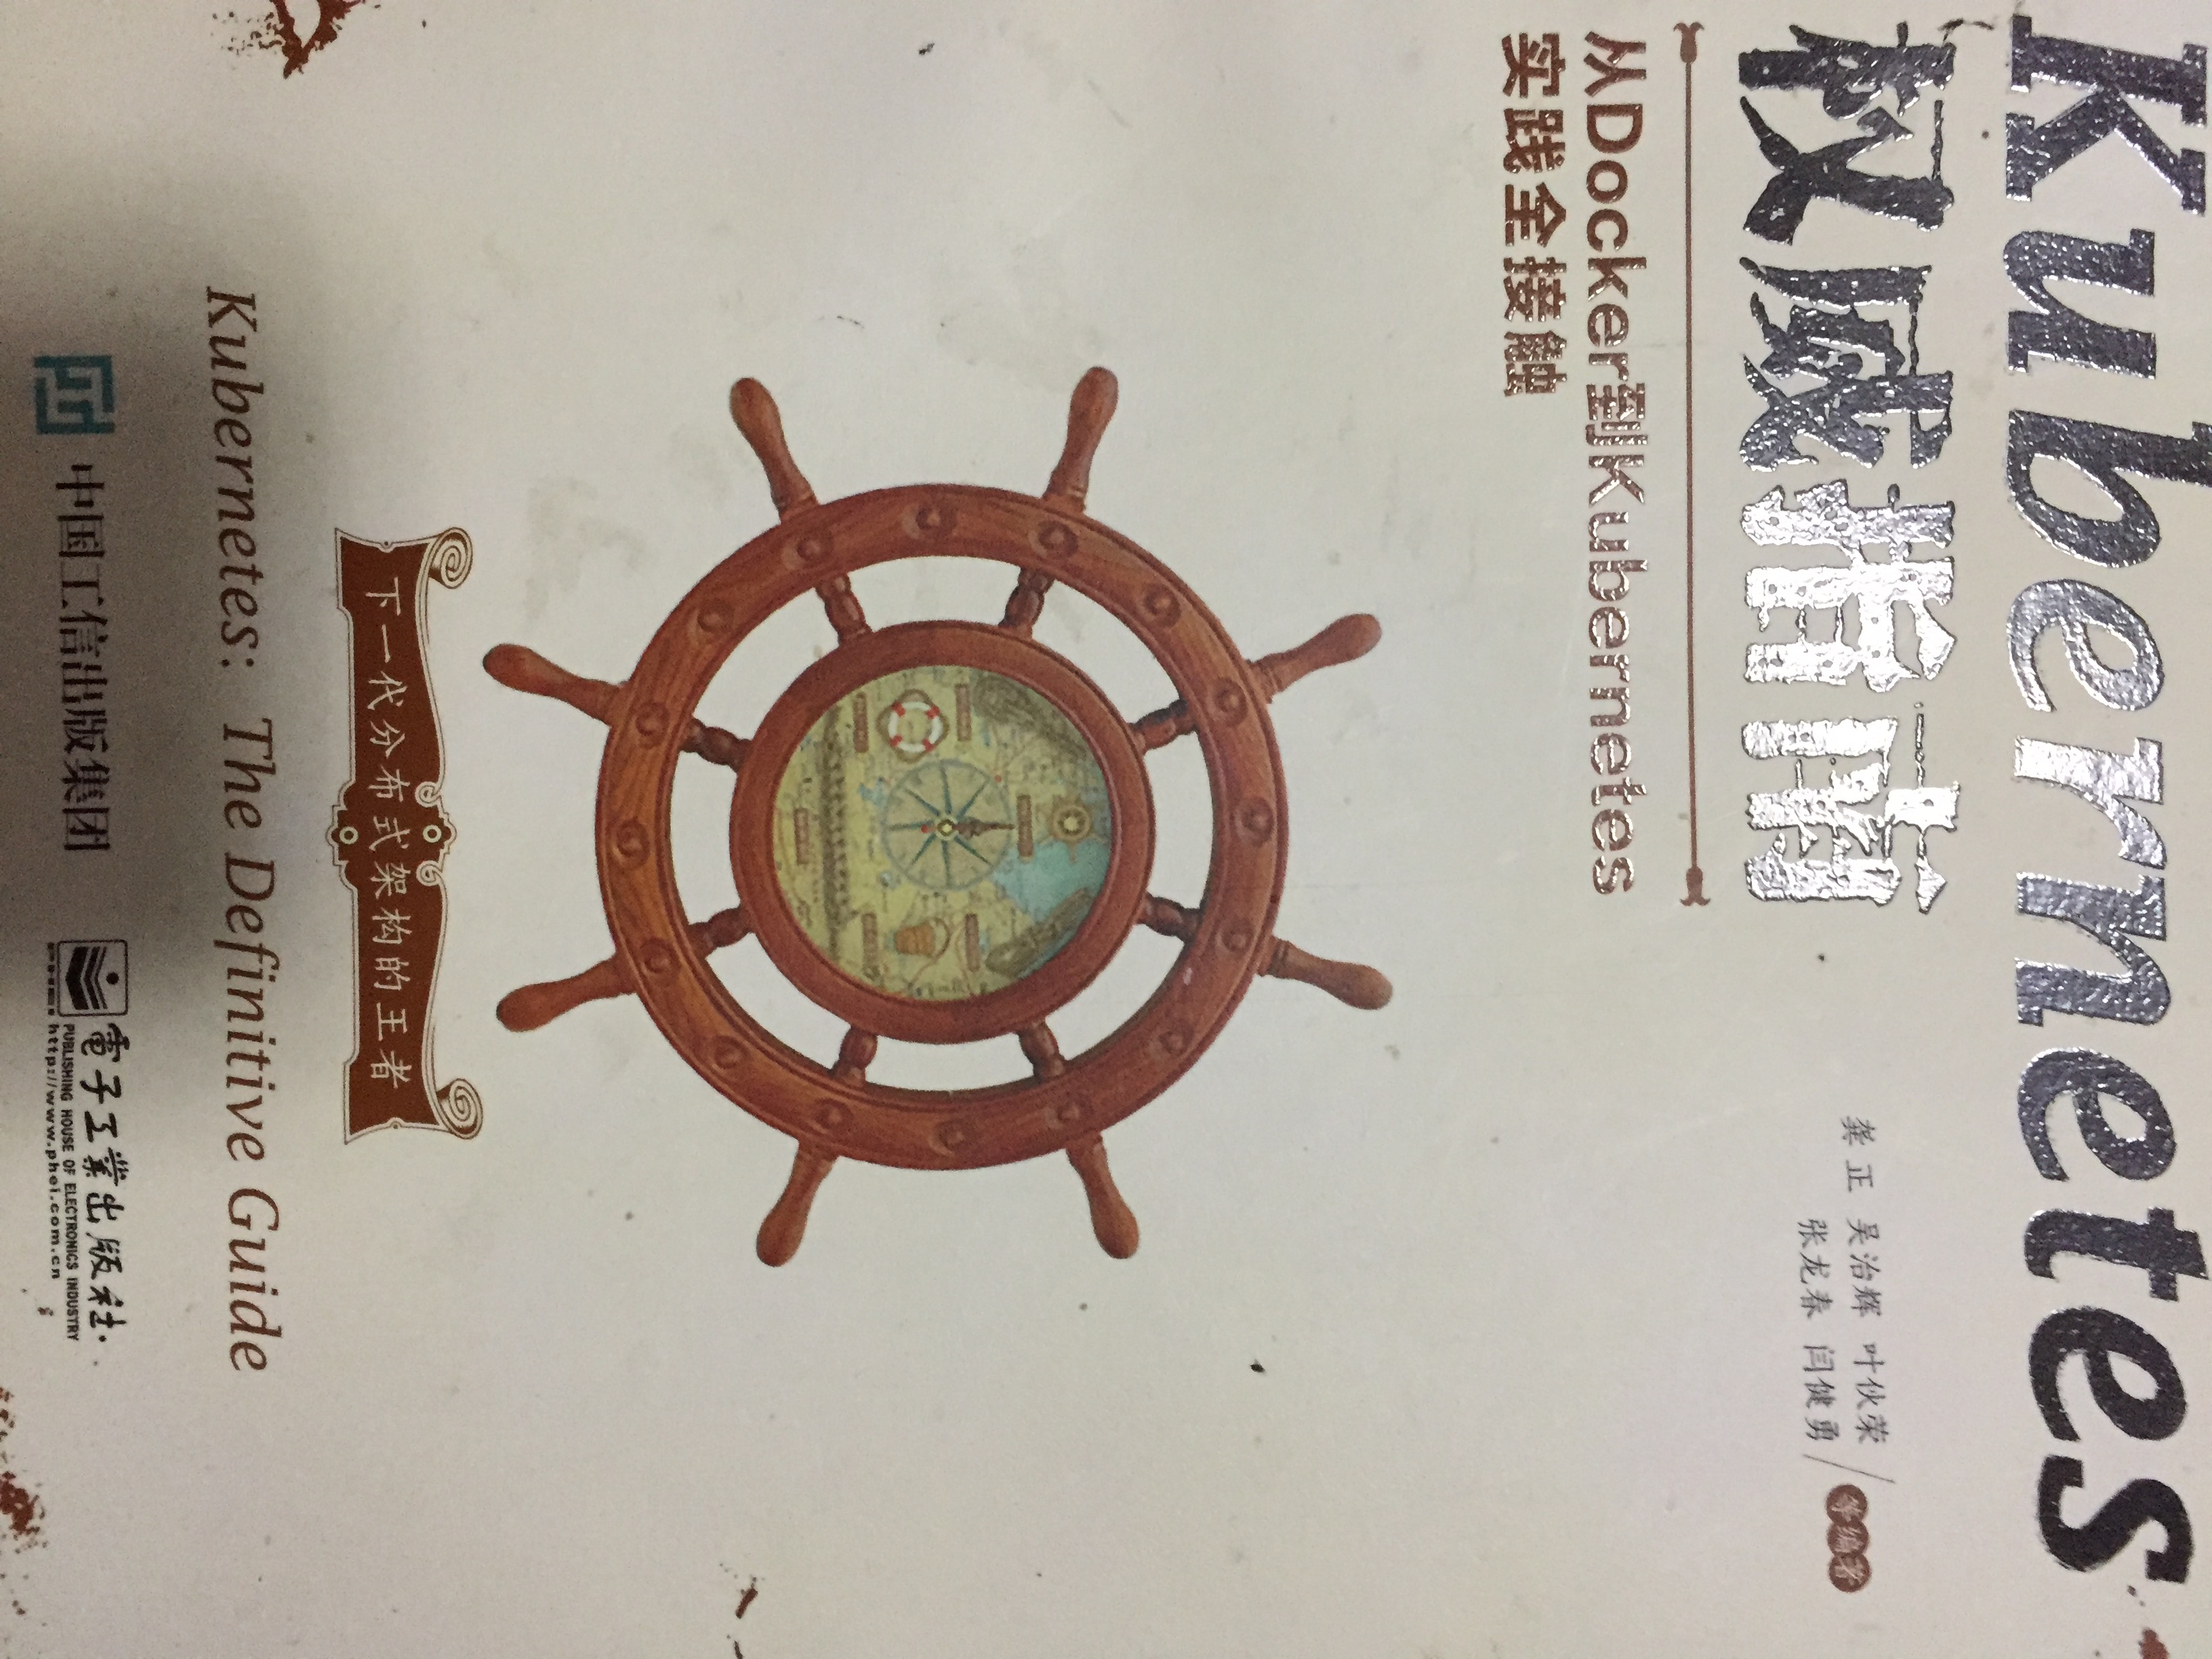 Kubernetes
权威指南
从Docker到Kubernetes
实践全接触
龚正 吴治辉 叶伙荣
张龙春 闫健勇
等编著
下一代分布式架构的王者
Kubernetes: The Definitive Guide
中国工信出版集团
電子工業出版社
PUBLISHING HOUSE OF ELECTRONICS INDUSTRY
http://www.phei.com.cn